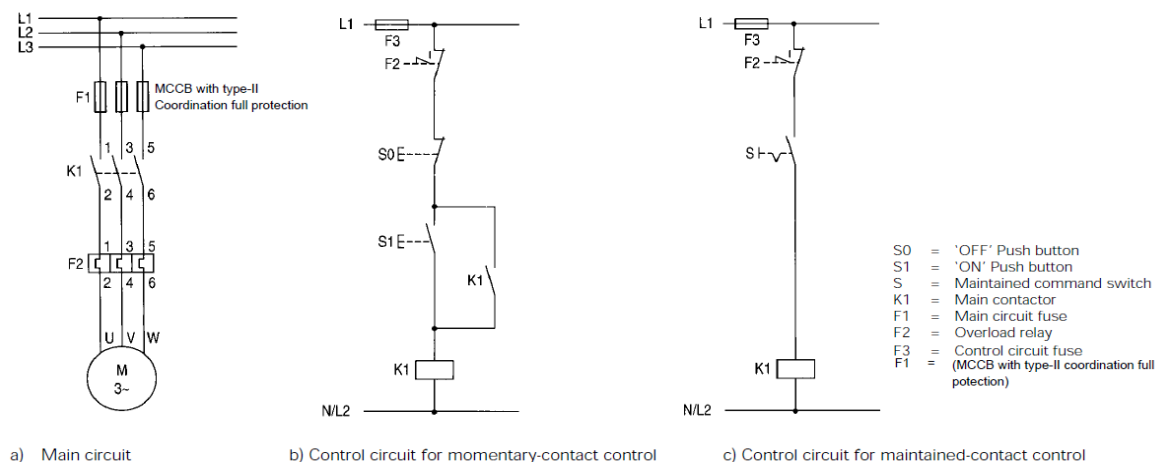 L1
L2
L3
F1
MCCB with type-II
Coordination full protection
1 3 5
K1
2 4 6
1 3 5
F2
2 4 6
U V W
M
3~
a) Main circuit
L1
F3
F2
S0
S1
K1
K1
N/L2
b) Control circuit for momentary-contact control
L1
F3
F2
S
K1
N/L2
c) Control circuit for maintained-contact control
S0 = 'OFF' Push button
S1 = 'ON' Push button
S = Maintained command switch
K1 = Main contactor
F1 = Main circuit fuse
F2 = Overload relay
F3 = Control circuit fuse
F1 = (MCCB with type-II coordination full
potection)